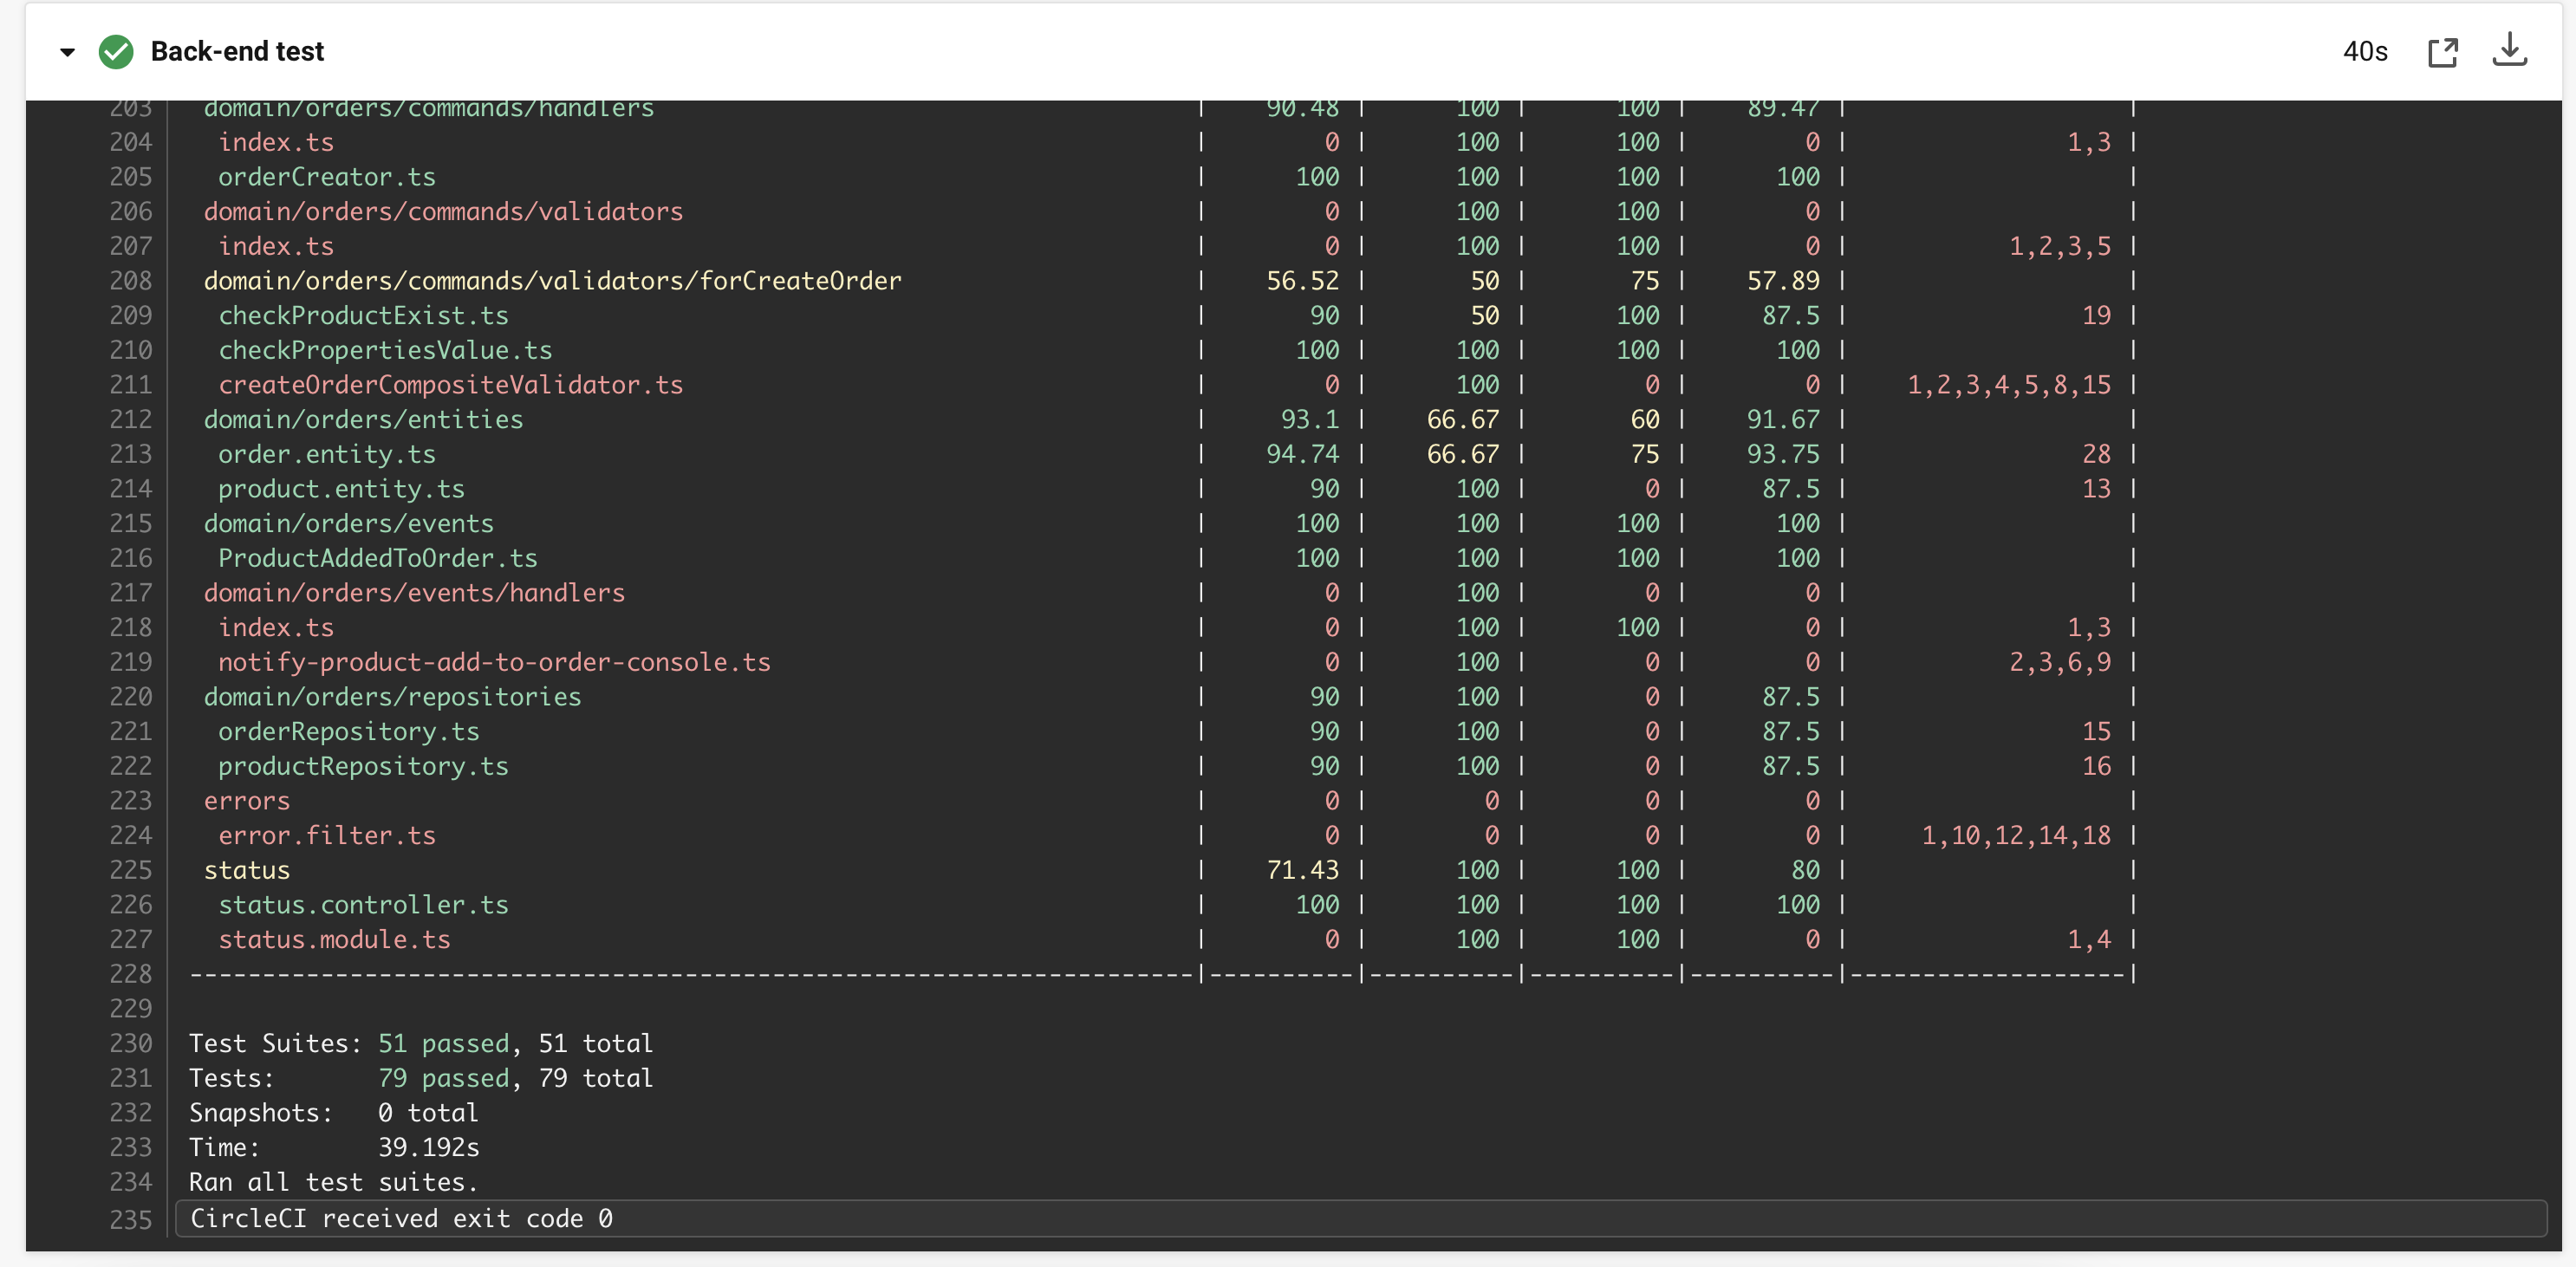 Back-end test 40s
203 domain/orders/commands/handlers | 90.48 | 100 | 100 | 89.47 | |
204 index.ts | 0 | 100 | 100 | 0 | 1,3 |
205 orderCreator.ts | 100 | 100 | 100 | 100 | |
206 domain/orders/commands/validators | 0 | 100 | 100 | 0 | |
207 index.ts | 0 | 100 | 100 | 0 | 1,2,3,5 |
208 domain/orders/commands/validators/forCreateOrder | 56.52 | 50 | 75 | 57.89 | |
209 checkProductExist.ts | 90 | 50 | 100 | 87.5 | 19 |
210 checkPropertiesValue.ts | 100 | 100 | 100 | 100 | |
211 createOrderCompositeValidator.ts | 0 | 100 | 0 | 0 | 1,2,3,4,5,8,15 |
212 domain/orders/entities | 93.1 | 66.67 | 60 | 91.67 | |
213 order.entity.ts | 94.74 | 66.67 | 75 | 93.75 | 28 |
214 product.entity.ts | 90 | 100 | 0 | 87.5 | 13 |
215 domain/orders/events | 100 | 100 | 100 | 100 | |
216 ProductAddedToOrder.ts | 100 | 100 | 100 | 100 | |
217 domain/orders/events/handlers | 0 | 100 | 0 | 0 | |
218 index.ts | 0 | 100 | 100 | 0 | 1,3 |
219 notify-product-add-to-order-console.ts | 0 | 100 | 0 | 0 | 2,3,6,9 |
220 domain/orders/repositories | 90 | 100 | 0 | 87.5 | |
221 orderRepository.ts | 90 | 100 | 0 | 87.5 | 15 |
222 productRepository.ts | 90 | 100 | 0 | 87.5 | 16 |
223 errors | 0 | 0 | 0 | 0 | |
224 error.filter.ts | 0 | 0 | 0 | 0 | 1,10,12,14,18 |
225 status | 71.43 | 100 | 100 | 80 | |
226 status.controller.ts | 100 | 100 | 100 | 100 | |
227 status.module.ts | 0 | 100 | 100 | 0 | 1,4 |
228 ---------------------------------------------------------------------|----------|----------|----------|----------|-------------------|
229
230 Test Suites: 51 passed, 51 total
231 Tests: 79 passed, 79 total
232 Snapshots: 0 total
233 Time: 39.192s
234 Ran all test suites.
235 CircleCI received exit code 0